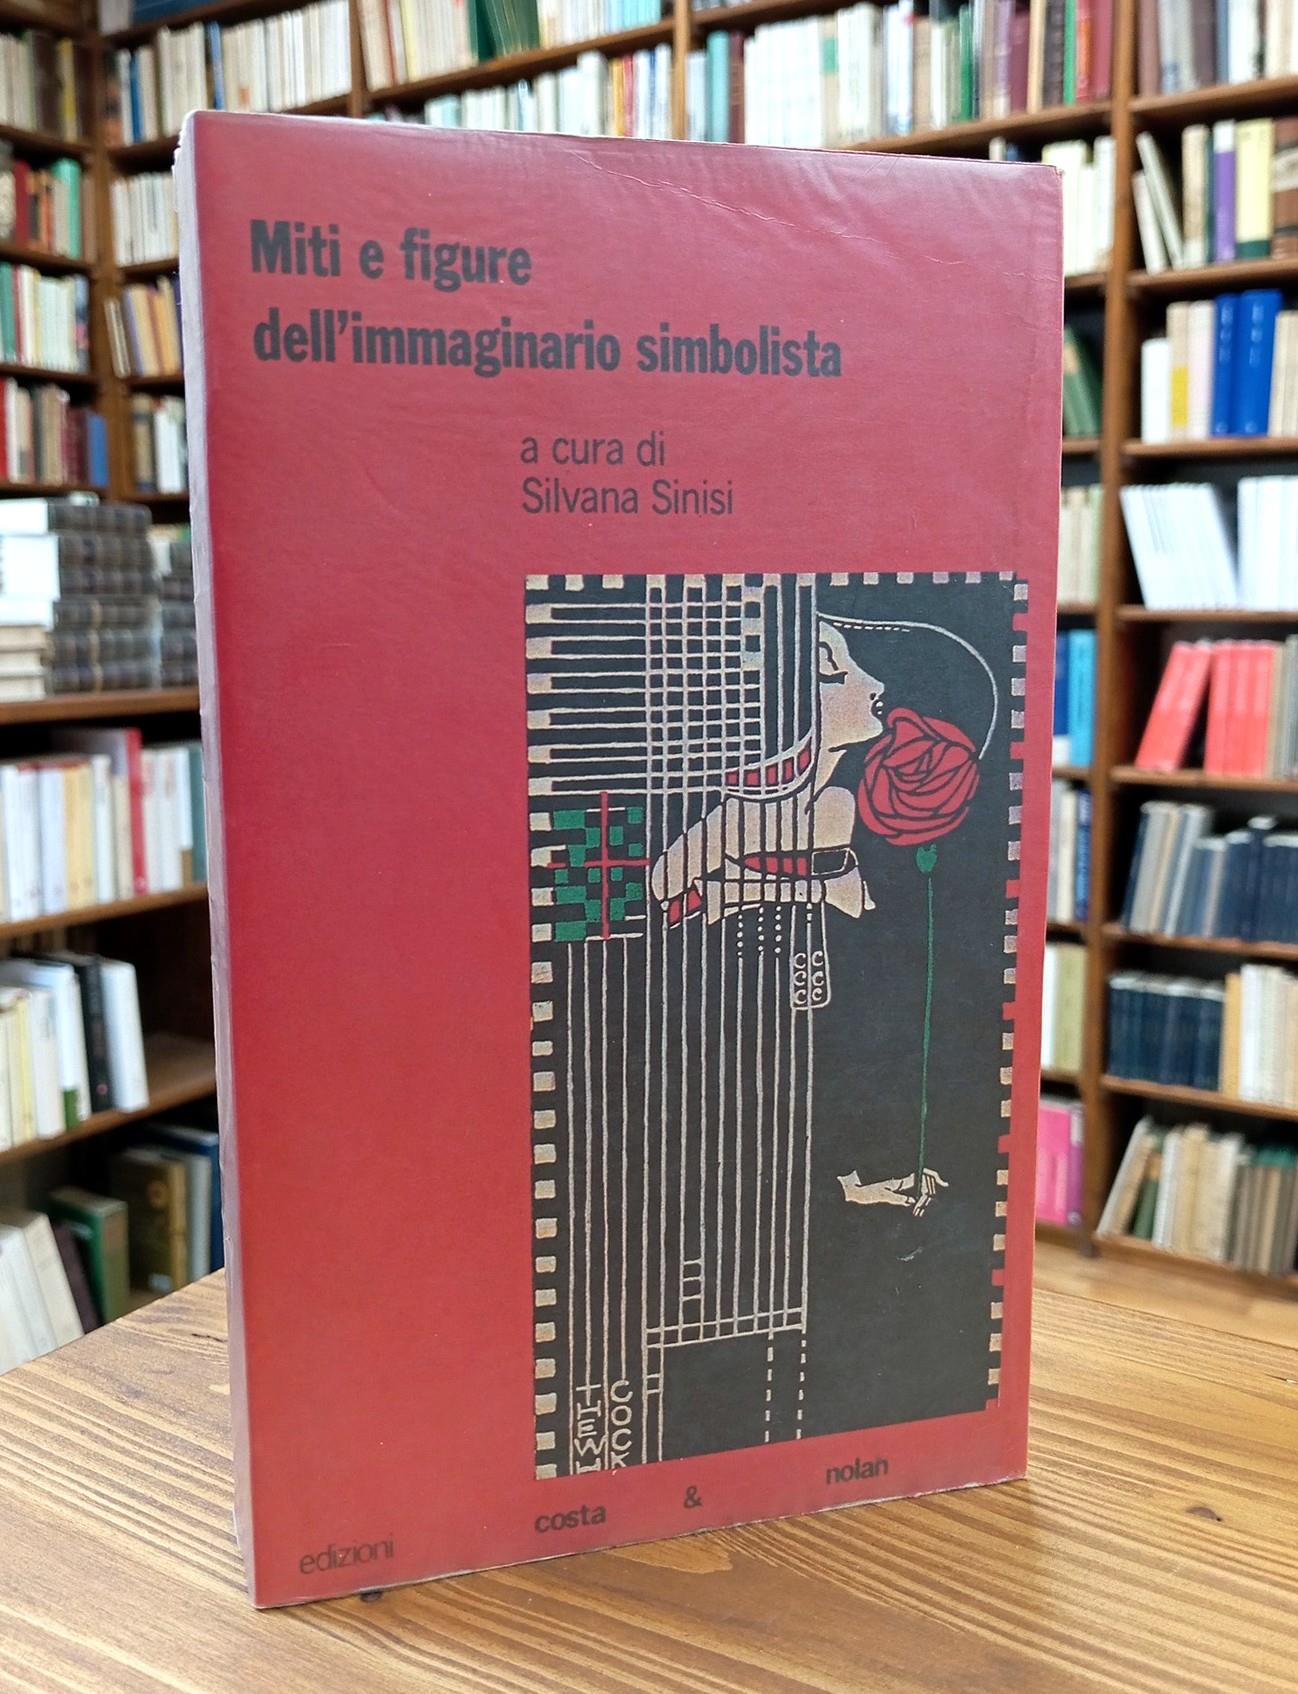 Miti e figure
dell'immaginario simbolista
a cura di
Silvana Sinisi
edizioni costa & nolan